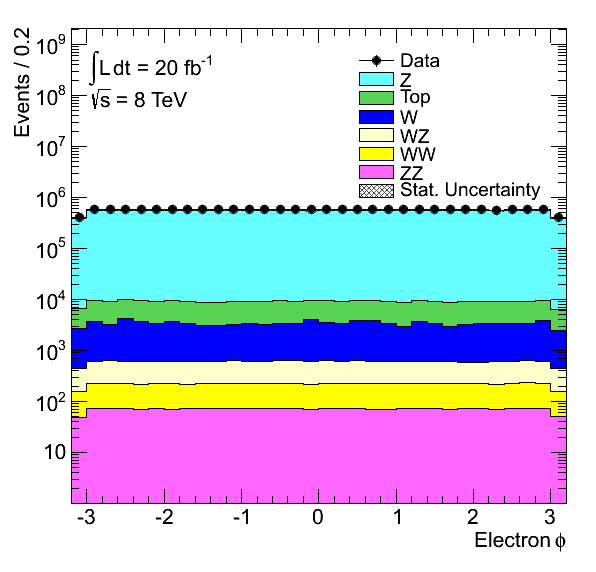 Events / 0.2
10⁹
10⁸
10⁷
10⁶
10⁵
10⁴
10³
10²
10
∫L dt = 20 fb⁻¹
√s = 8 TeV
Data
Z
Top
W
WZ
WW
ZZ
Stat. Uncertainty
-3 -2 -1 0 1 2 3
Electron ϕ